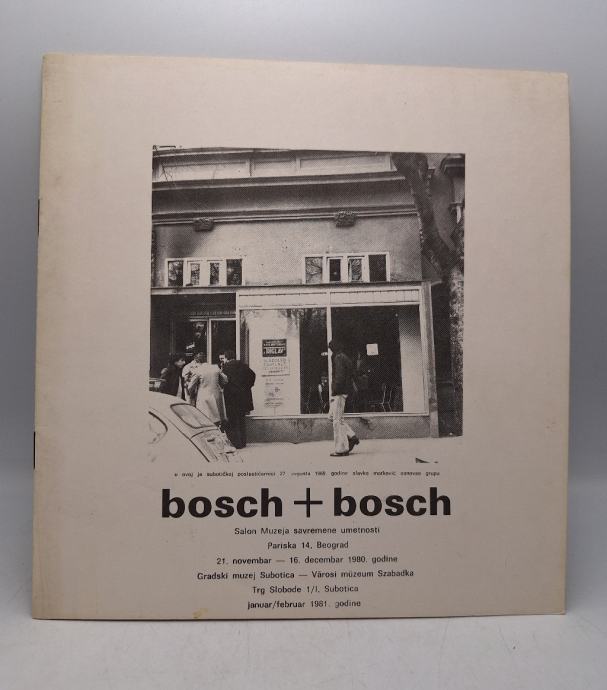 TRIGLAV
u ovoj je subotičkoj poslastičarnici 27. avgusta 1969. godine slavko matković osnovao grupu
bosch + bosch
Salon Muzeja savremene umetnosti
Pariska 14, Beograd
21. novembar — 16. decembar 1980. godine
Gradski muzej Subotica — Városi múzeum Szabadka
Trg Slobode 1/I, Subotica
januar/februar 1981. godine